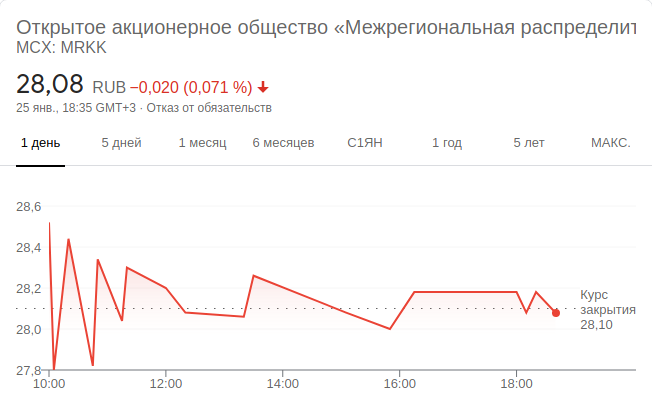 Открытое акционерное общество «Межрегиональная распределит
MCX: MRKK
28,08 RUB −0,020 (0,071 %)
25 янв., 18:35 GMT+3 · Отказ от обязательств
1 день 5 дней 1 месяц 6 месяцев С1ЯН 1 год 5 лет МАКС.
28,6
28,4
28,2
28,0
27,8
Курс
закрытия
28,10
10:00 12:00 14:00 16:00 18:00